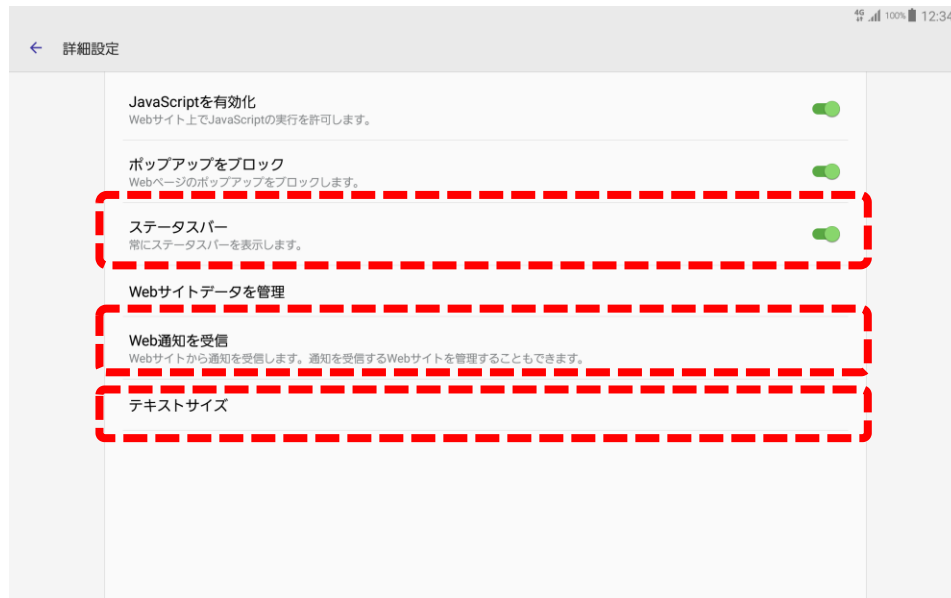 4G 100% 12:34
詳細設定
JavaScriptを有効化
Webサイト上でJavaScriptの実行を許可します。
ポップアップをブロック
Webページのポップアップをブロックします。
ステータスバー
常にステータスバーを表示します。
Webサイトデータを管理
Web通知を受信
Webサイトから通知を受信します。通知を受信するWebサイトを管理することもできます。
テキストサイズ